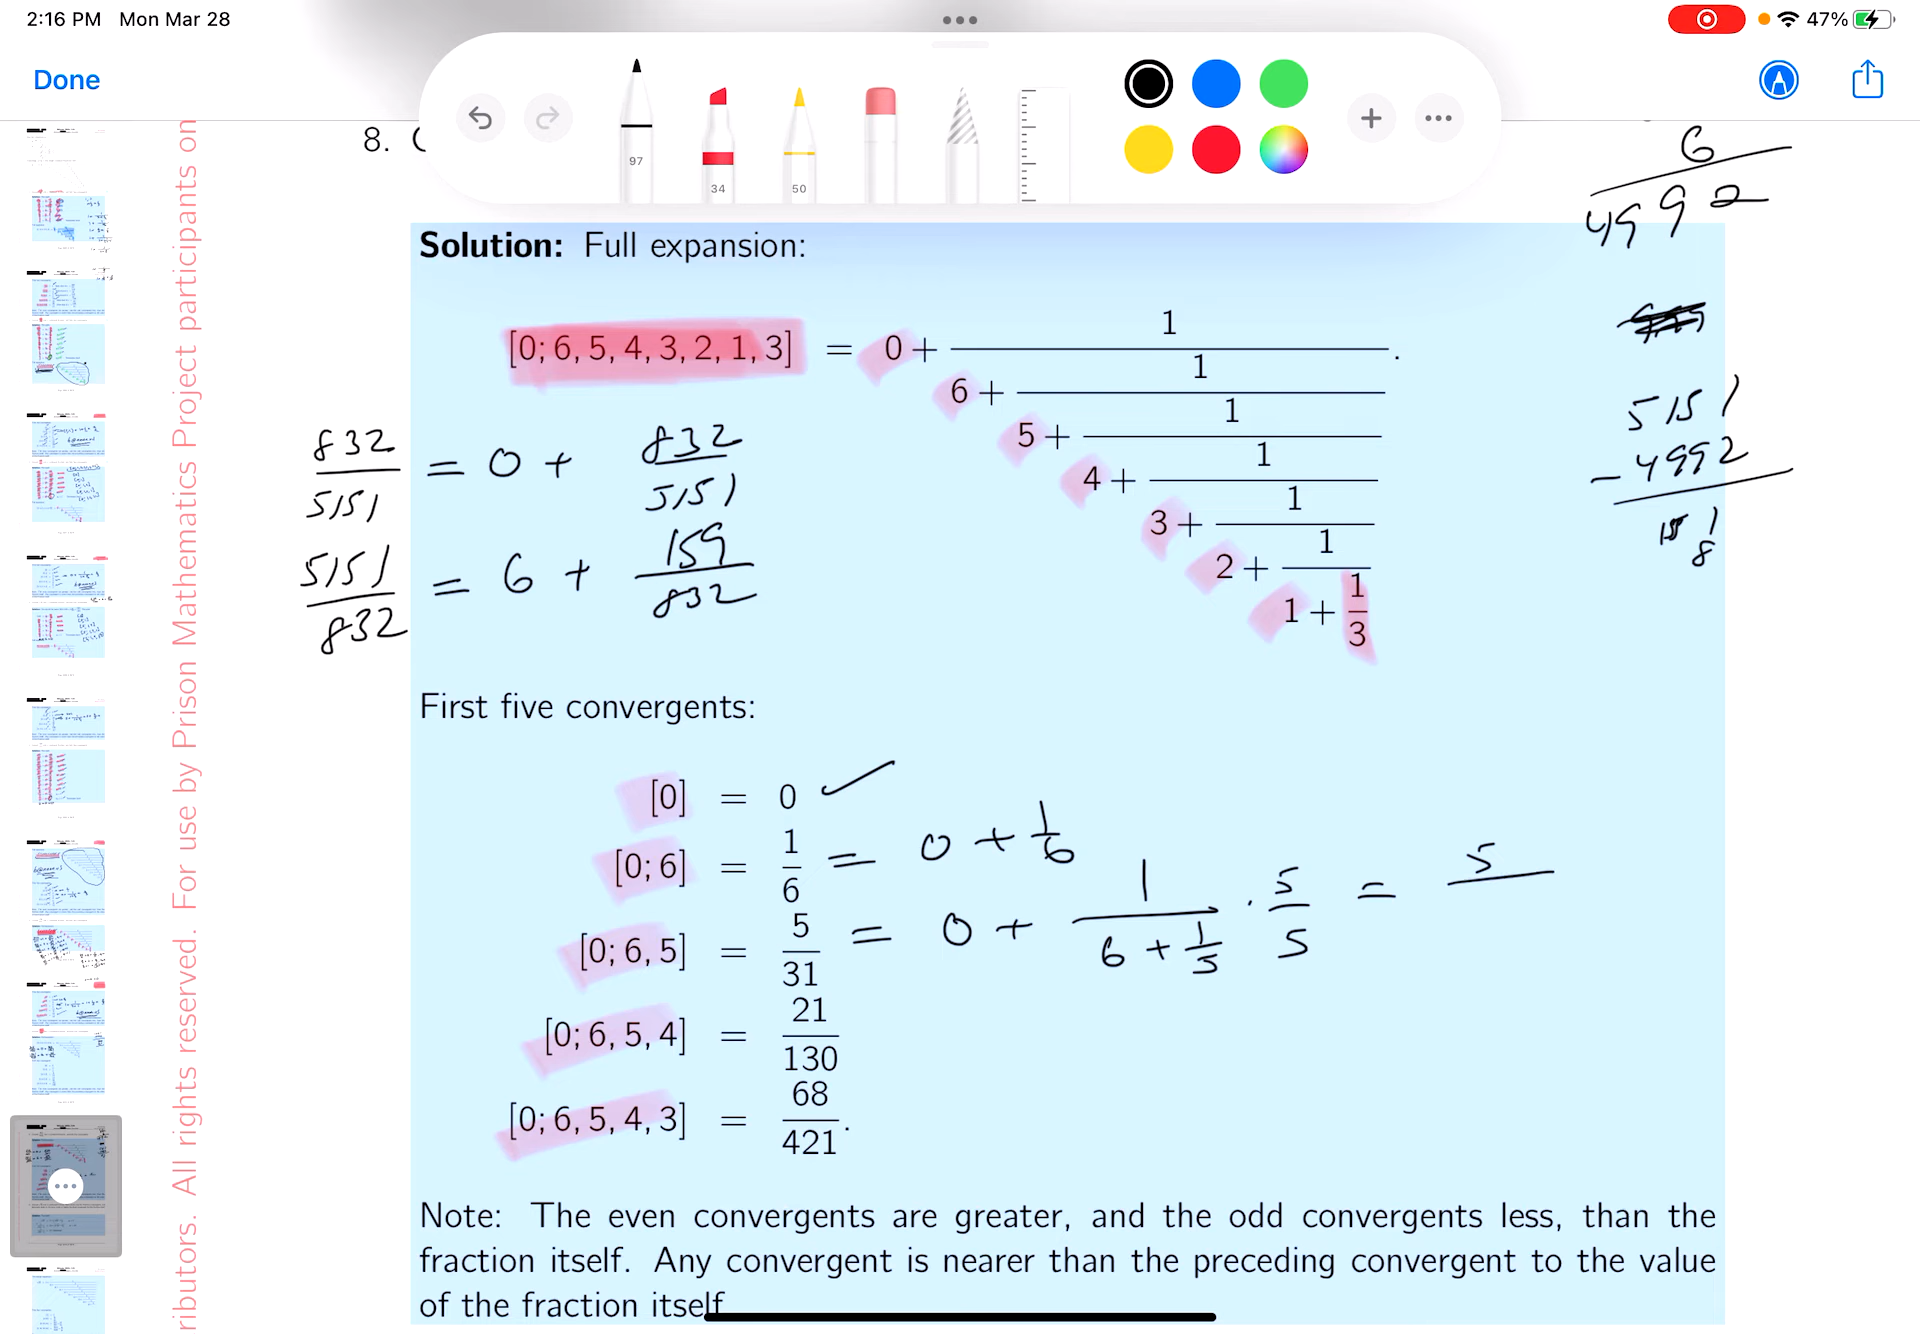 2:16 PM Mon Mar 28
47%
Done
97
34
50
8.
6
4992
Solution: Full expansion:
[0; 6, 5, 4, 3, 2, 1, 3] = 0 + 1
6 + 1
5 + 1
4 + 1
3 + 1
2 + 1
1 + 1/3 .
832/5151 = 0 + 832/5151
5151/832 = 6 + 159/832
5151
- 4992
First five convergents:
[0] = 0 ✓
[0; 6] = 1/6 = 0 + 1/6
[0; 6, 5] = 5/31 = 0 + 1/(6 + 1/5) · 5/5 = 5
[0; 6, 5, 4] = 21/130
[0; 6, 5, 4, 3] = 68/421.
Note: The even convergents are greater, and the odd convergents less, than the
fraction itself. Any convergent is nearer than the preceding convergent to the value
of the fraction itself
ributors. All rights reserved. For use by Prison Mathematics Project participants on